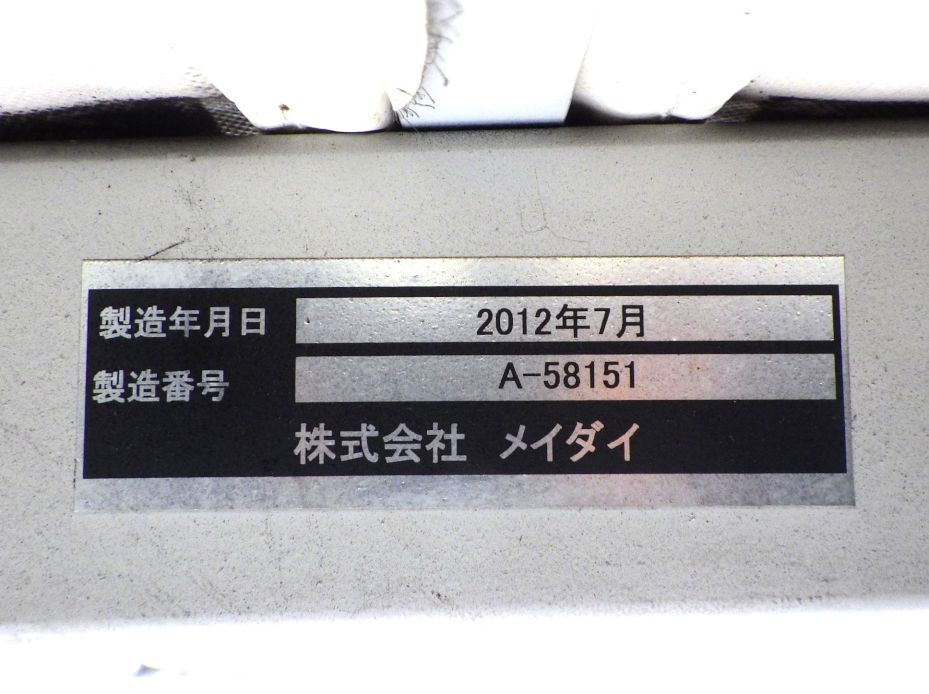 製造年月日 2012年7月
製造番号 A-58151
株式会社 メイダイ